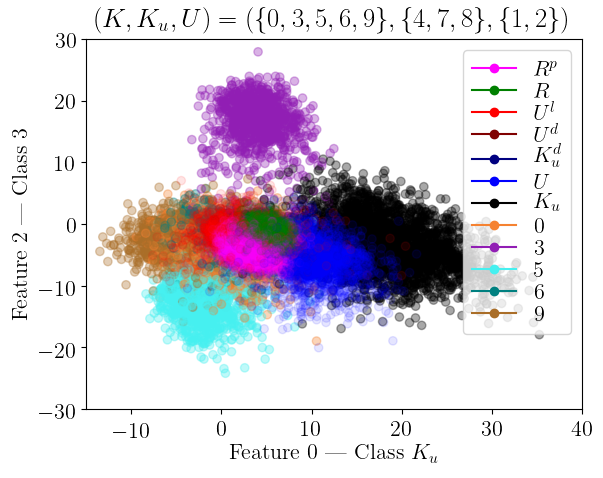 (K, K_u, U) = ({0, 3, 5, 6, 9}, {4, 7, 8}, {1, 2})
30
20
10
0
−10
−20
−30
Feature 2 — Class 3
R^p
R
U^l
U^d
K_u^d
U
K_u
0
3
5
6
9
−10
0
10
20
30
40
Feature 0 — Class K_u